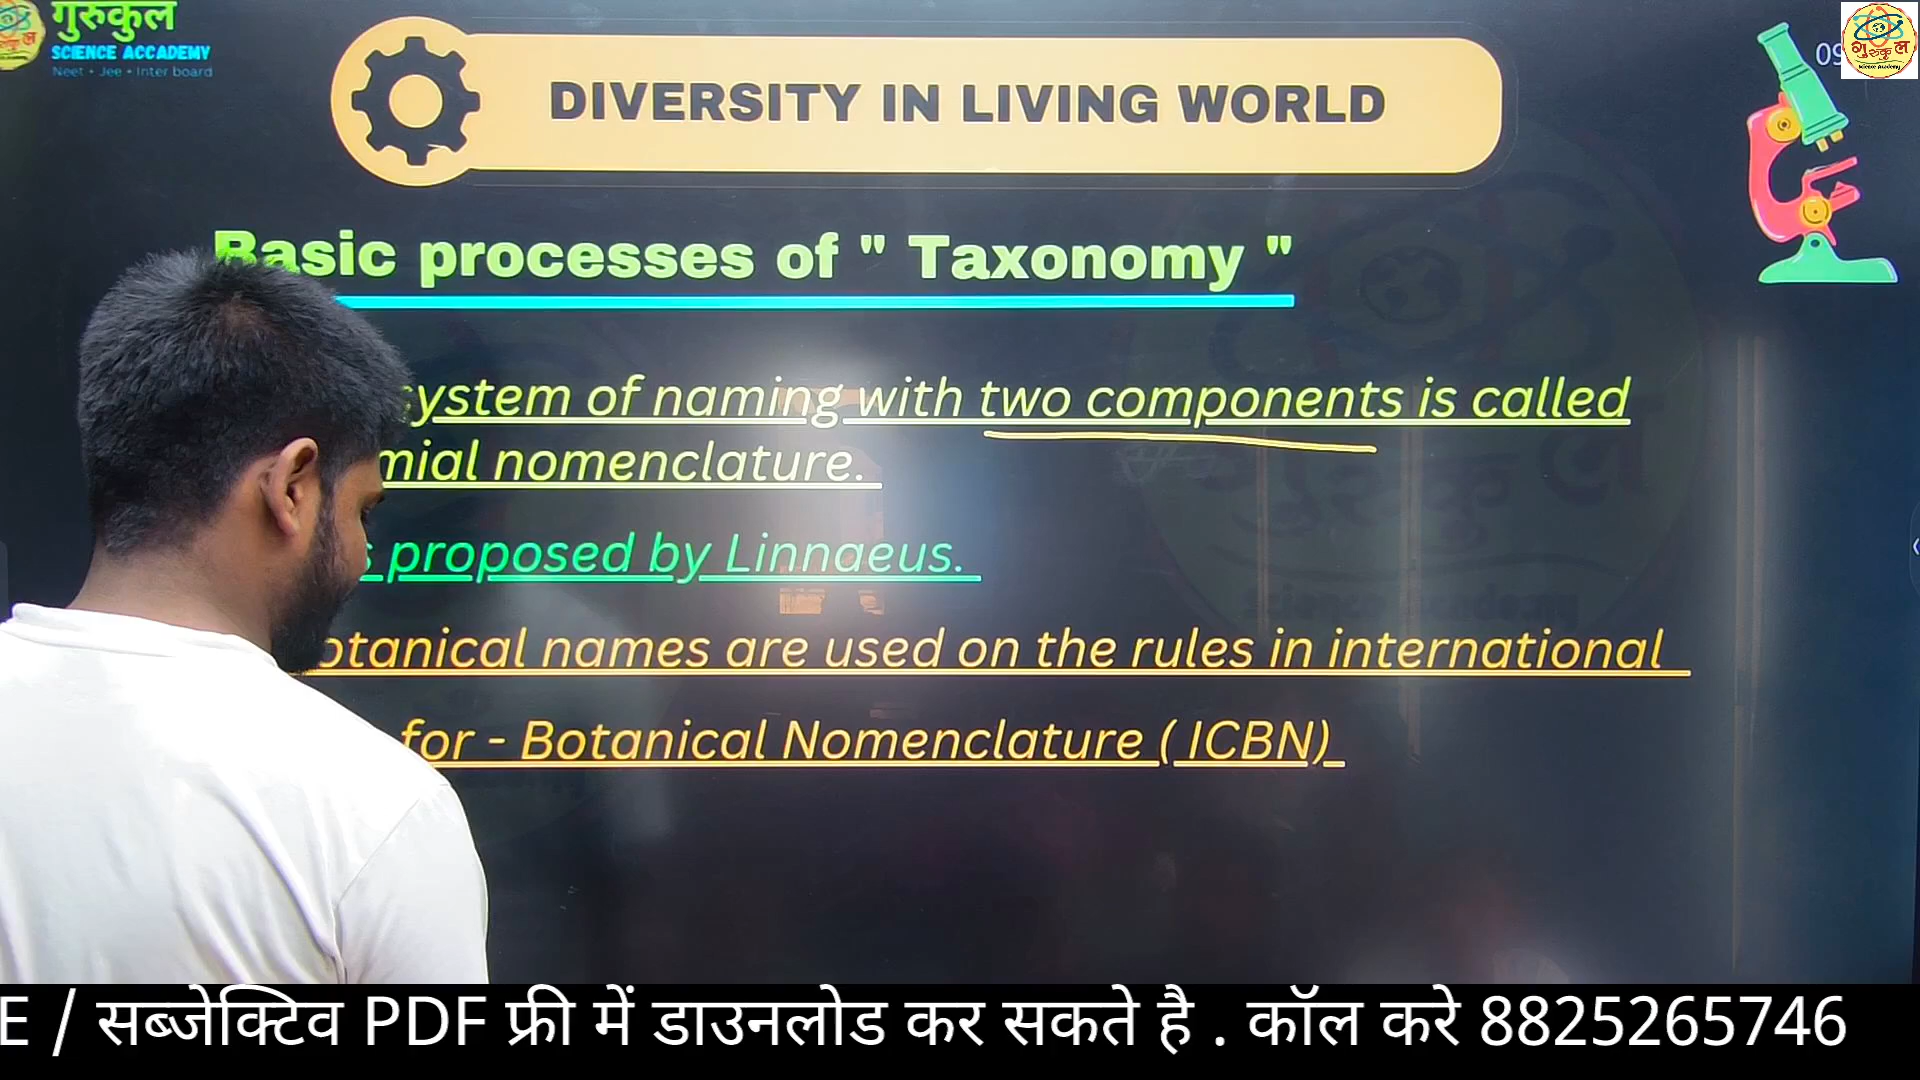 गुरुकुल
SCIENCE ACCADEMY
Neet • Jee • Inter board
DIVERSITY IN LIVING WORLD
Basic processes of " Taxonomy "
system of naming with two components is called
mial nomenclature.
s proposed by Linnaeus.
otanical names are used on the rules in international
for - Botanical Nomenclature ( ICBN)
E / सब्जेक्टिव PDF फ्री में डाउनलोड कर सकते है . कॉल करे 8825265746